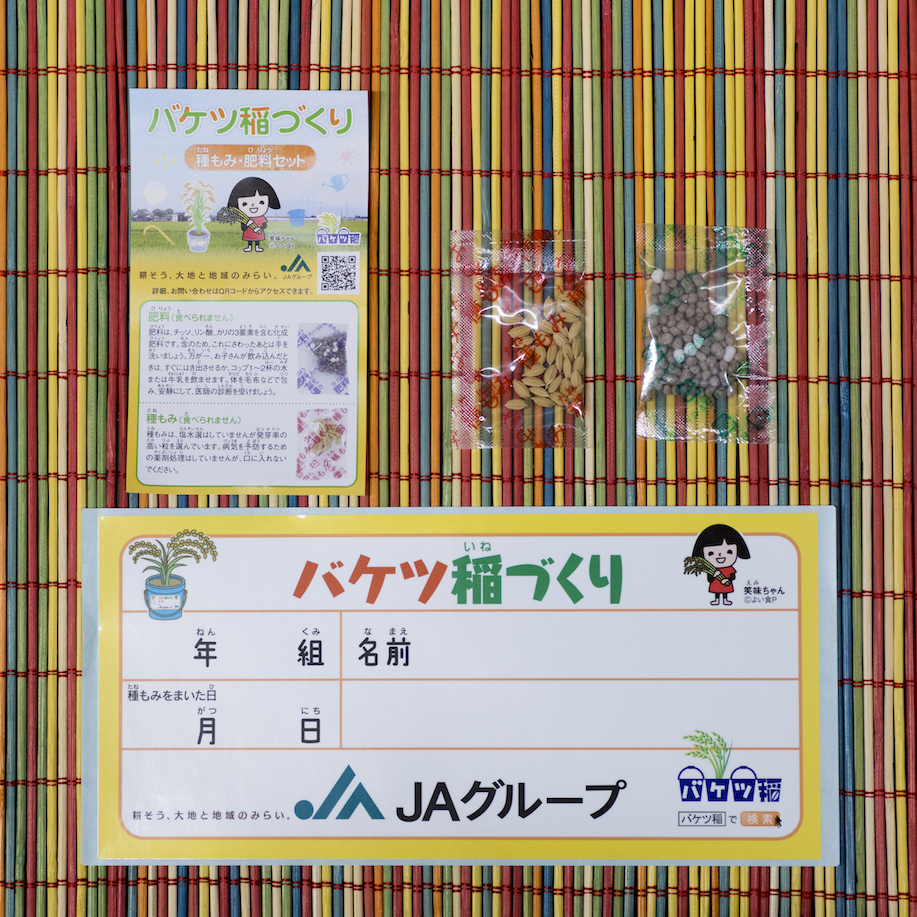 バケツ稲づくり
種もみ・肥料セット
笑味ちゃん
バケツ稲
耕そう、大地と地域のみらい。 JAグループ
詳細、お問い合わせはQRコードからアクセスできます。
肥料(食べられません)
肥料は、チッソ、リン酸、カリの3要素を含む化成
肥料です。念のため、これにさわったあとは手を
洗いましょう。万が一、お子さんが飲み込んだと
きは、すぐにはき出させるか、コップ1〜2杯の水
または牛乳を飲ませます。体を毛布などで包
み、安静にして、医師の診断を受けましょう。
種もみ(食べられません)
種もみは、塩水選はしていませんが発芽率の
高い粒を選んでいます。病気を予防するため
の薬剤処理はしていませんが、口に入れない
でください。
バケツ稲づくり
笑味ちゃん
©よい食P
年 組 名前
種もみをまいた日
月 日
耕そう、大地と地域のみらい。 JAグループ
バケツ稲
バケツ稲 で 検索